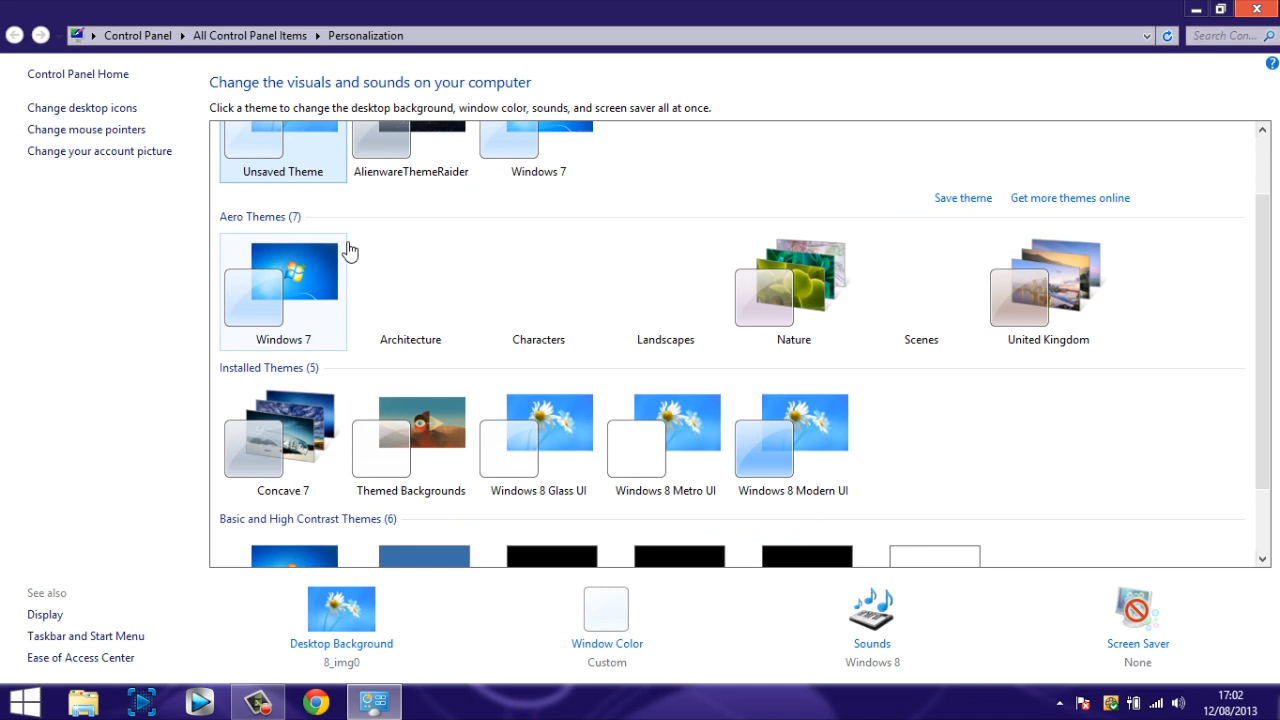 Control Panel All Control Panel Items Personalization
Search Con...
Control Panel Home
Change desktop icons
Change mouse pointers
Change your account picture
Change the visuals and sounds on your computer
Click a theme to change the desktop background, window color, sounds, and screen saver all at once.
Unsaved Theme AlienwareThemeRaider Windows 7
Save theme Get more themes online
Aero Themes (7)
Windows 7 Architecture Characters Landscapes Nature Scenes United Kingdom
Installed Themes (5)
Concave 7 Themed Backgrounds Windows 8 Glass UI Windows 8 Metro UI Windows 8 Modern UI
Basic and High Contrast Themes (6)
See also
Display
Taskbar and Start Menu
Ease of Access Center
Desktop Background Window Color Sounds Screen Saver
8_img0 Custom Windows 8 None
17:02
12/08/2013